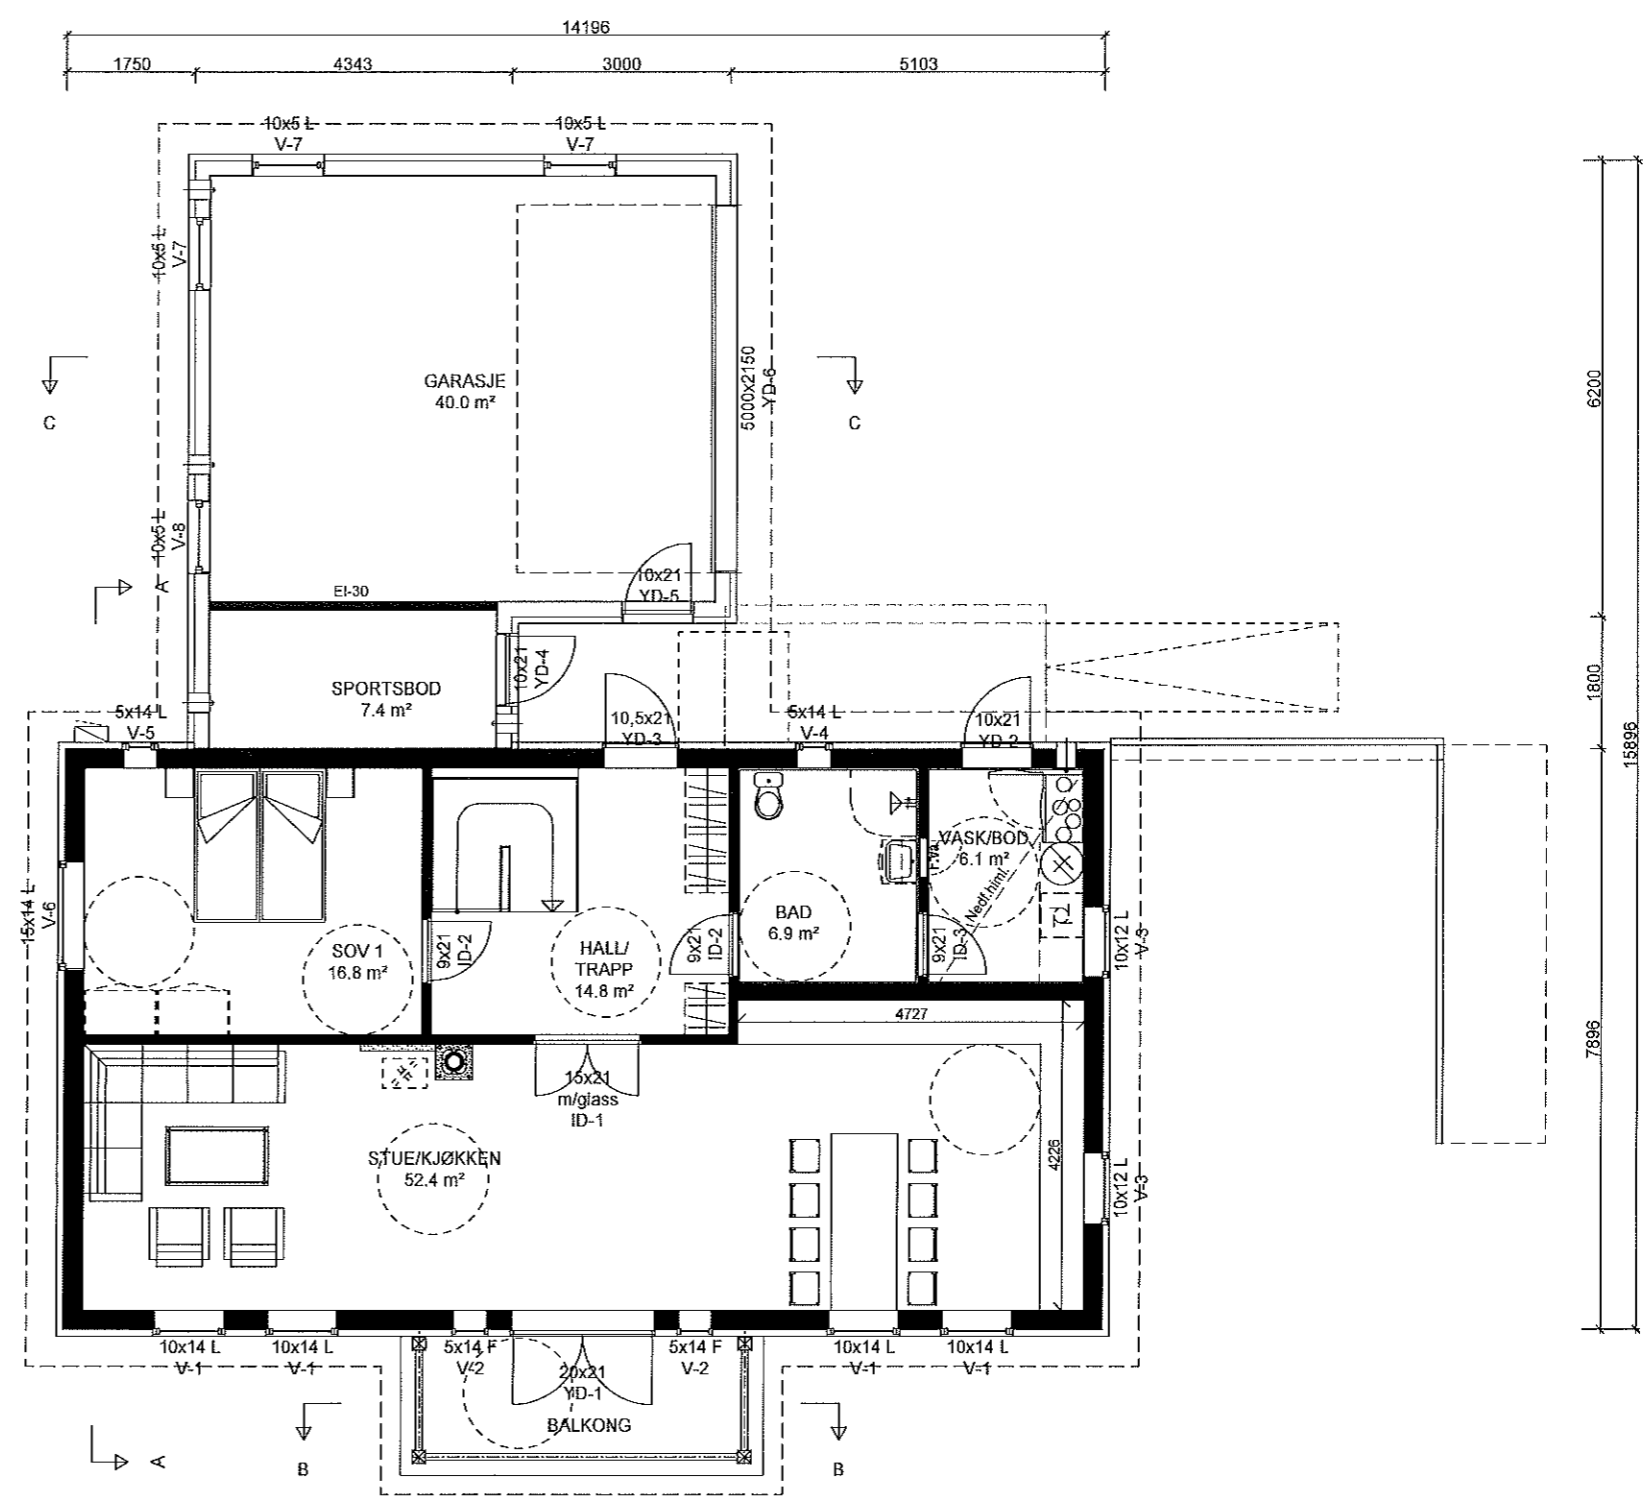 14196
1750
4343
3000
5103
10x5 L
V-7
10x5 L
V-7
10x5 L
V-7
GARASJE
40.0 m²
5000x2150
YD-6
6200
C
C
10x5 L
V-8
A
EI-30
10x21
YD-5
10x21
YD-4
SPORTSBOD
7.4 m²
1800
15896
5x14 L
V-5
10,5x21
YD-3
5x14 L
V-4
10x21
YD-2
VASK/BOD
6.1 m²
F.Va
Nedf.himl.
15x14 L
V-6
SOV 1
16.8 m²
9x21
ID-2
HALL/
TRAPP
14.8 m²
9x21
ID-2
BAD
6.9 m²
9x21
ID-3
10x12 L
V-3
4727
7896
15x21
m/glass
ID-1
STUE/KJØKKEN
52.4 m²
4226
10x12 L
V-3
10x14 L
V-1
10x14 L
V-1
5x14 F
V-2
20x21
YD-1
5x14 F
V-2
10x14 L
V-1
10x14 L
V-1
BALKONG
A
B
B